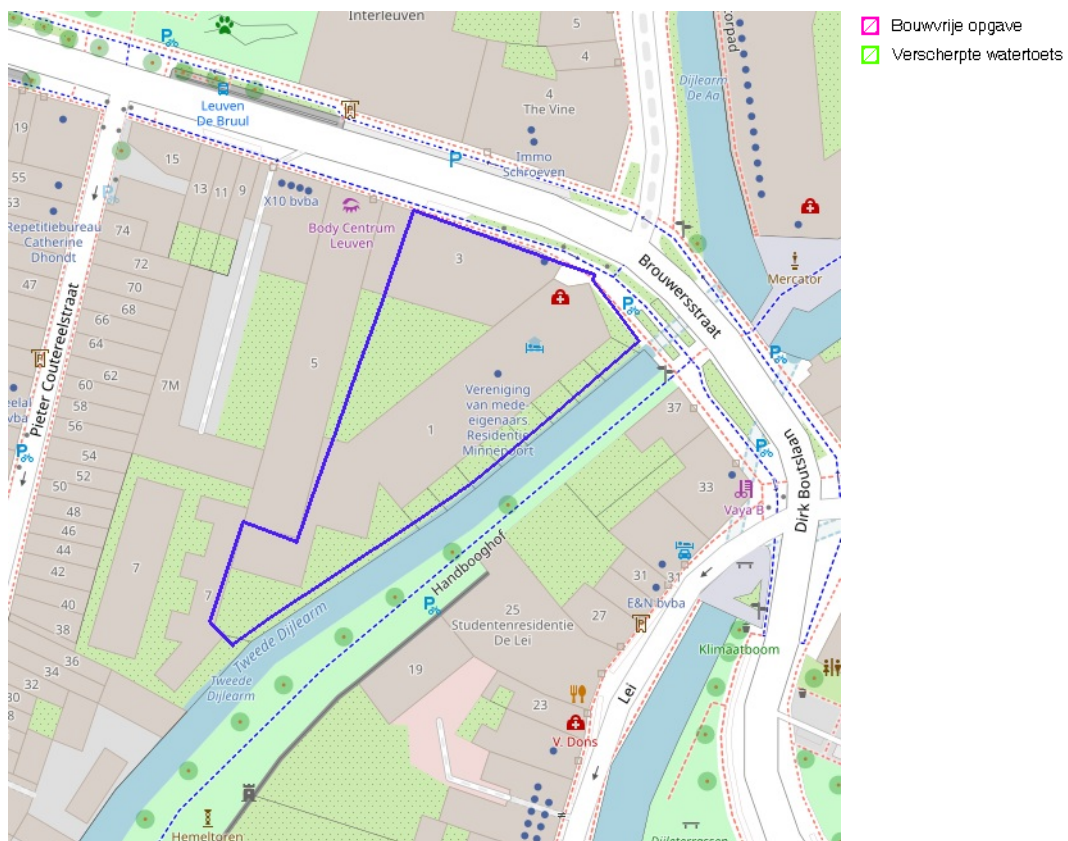 Interleuven
5
4
4
The Vine
torpad
Dijlearm
De Aa
Leuven
De Bruul
P
Immo
Schroeven
19
15
13
11
9
X10 bvba
Body Centrum
Leuven
3
55
53
Repetitiebureau
Catherine
Dhondt
74
72
70
68
66
64
62
60
58
56
54
52
50
48
46
44
42
40
38
36
34
32
30
28
47
7M
5
1
7
7
Pieter Coutereelstraat
Brouwersstraat
Mercator
Vereniging
van mede-
eigenaars
Residentie
Minnepoort
37
33
Vaya B
Dirk Boutslaan
Handbooghof
31
31
E&N bvba
27
25
Studentenresidentie
De Lei
Klimaatboom
19
23
Lei
V. Dons
Tweede Dijlearm
Tweede
Dijlearm
Hemeltoren
Dijleterrassen
Bouwvrije opgave
Verscherpte watertoets